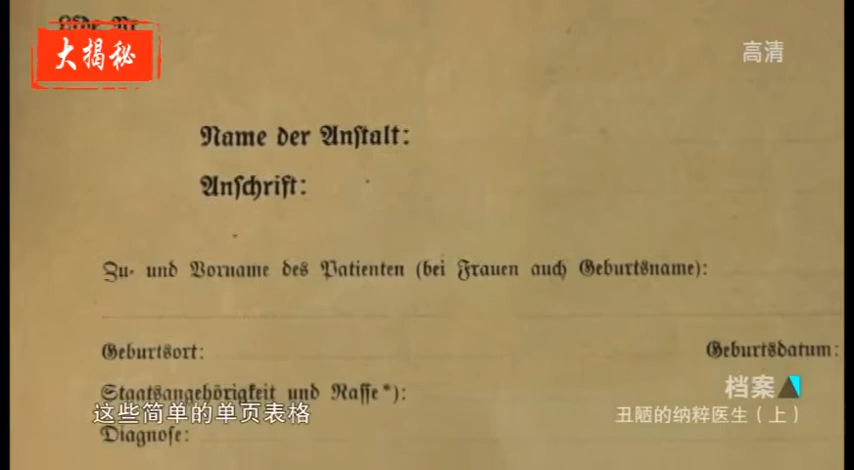 大揭秘
高清
Name der Anſtalt:
Anſchrift:
Zu- und Vorname des Patienten (bei Frauen auch Geburtsname):
Geburtsort:
Geburtsdatum:
Staatsangehörigkeit und Raſſe*):
档案
这些简单的单页表格
丑陋的纳粹医生（上）
Diagnoſe: